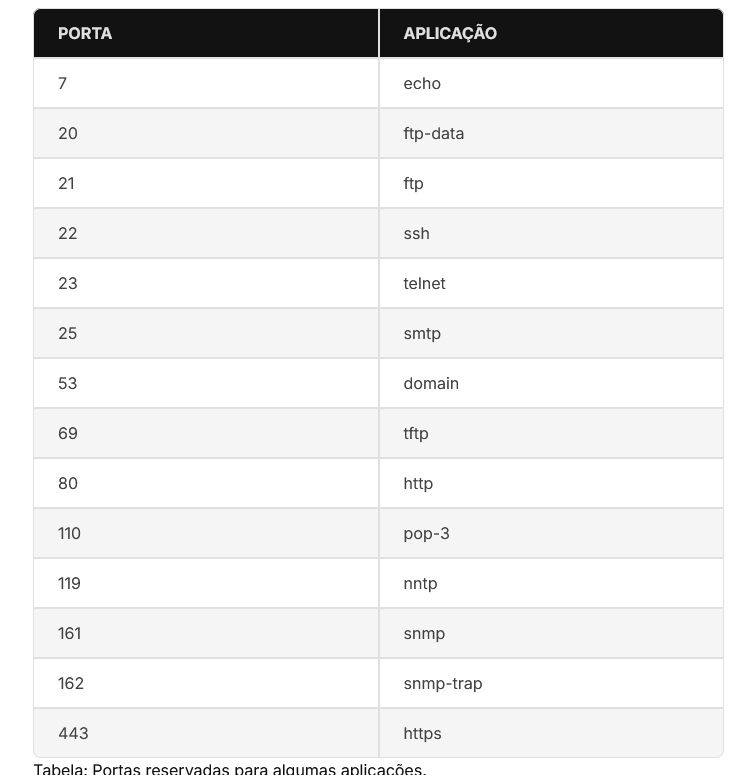 PORTA APLICAÇÃO
7 echo
20 ftp-data
21 ftp
22 ssh
23 telnet
25 smtp
53 domain
69 tftp
80 http
110 pop-3
119 nntp
161 snmp
162 snmp-trap
443 https
Tabela: Portas reservadas para algumas aplicações.